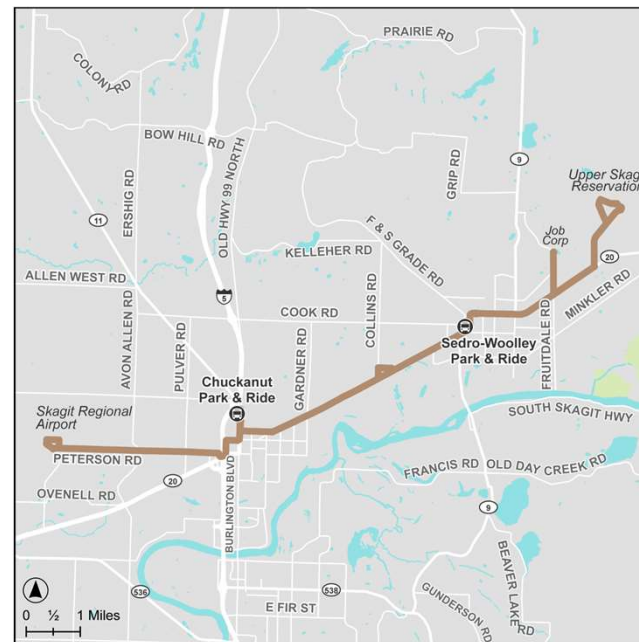 PRAIRIE RD
COLONY RD
BOW HILL RD
OLD HWY 99 NORTH
ERSHIG RD
GRIP RD
9
Upper Skagit
Reservation
11
F & S GRADE RD
Job
Corp
KELLEHER RD
20
ALLEN WEST RD
5
COLLINS RD
MINKLER RD
COOK RD
AVON ALLEN RD
PULVER RD
GARDNER RD
Sedro-Woolley
Park & Ride
FRUITDALE RD
Chuckanut
Park & Ride
Skagit Regional
Airport
SOUTH SKAGIT HWY
PETERSON RD
FRANCIS RD
OLD DAY CREEK RD
20
OVENELL RD
BURLINGTON BLVD
9
BEAVER LAKE RD
536
538
GUNDERSON RD
E FIR ST
0 ½ 1 Miles